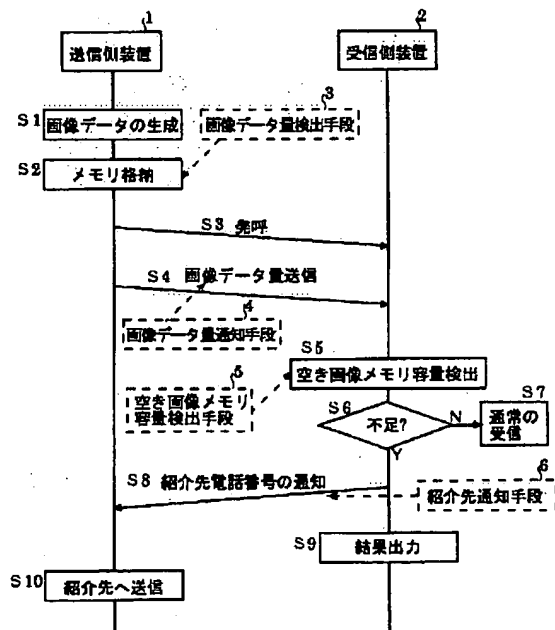 1
送信側装置
2
受信側装置
S1
画像データの生成
3
画像データ量検出手段
S2
メモリ格納
S3 発呼
S4 画像データ量送信
4
画像データ量通知手段
S5
空き画像メモリ容量検出
5
空き画像メモリ
容量検出手段
S6
不足?
N
Y
S7
通常の
受信
S8 紹介先電話番号の通知
6
紹介先通知手段
S9
結果出力
S10
紹介先へ送信